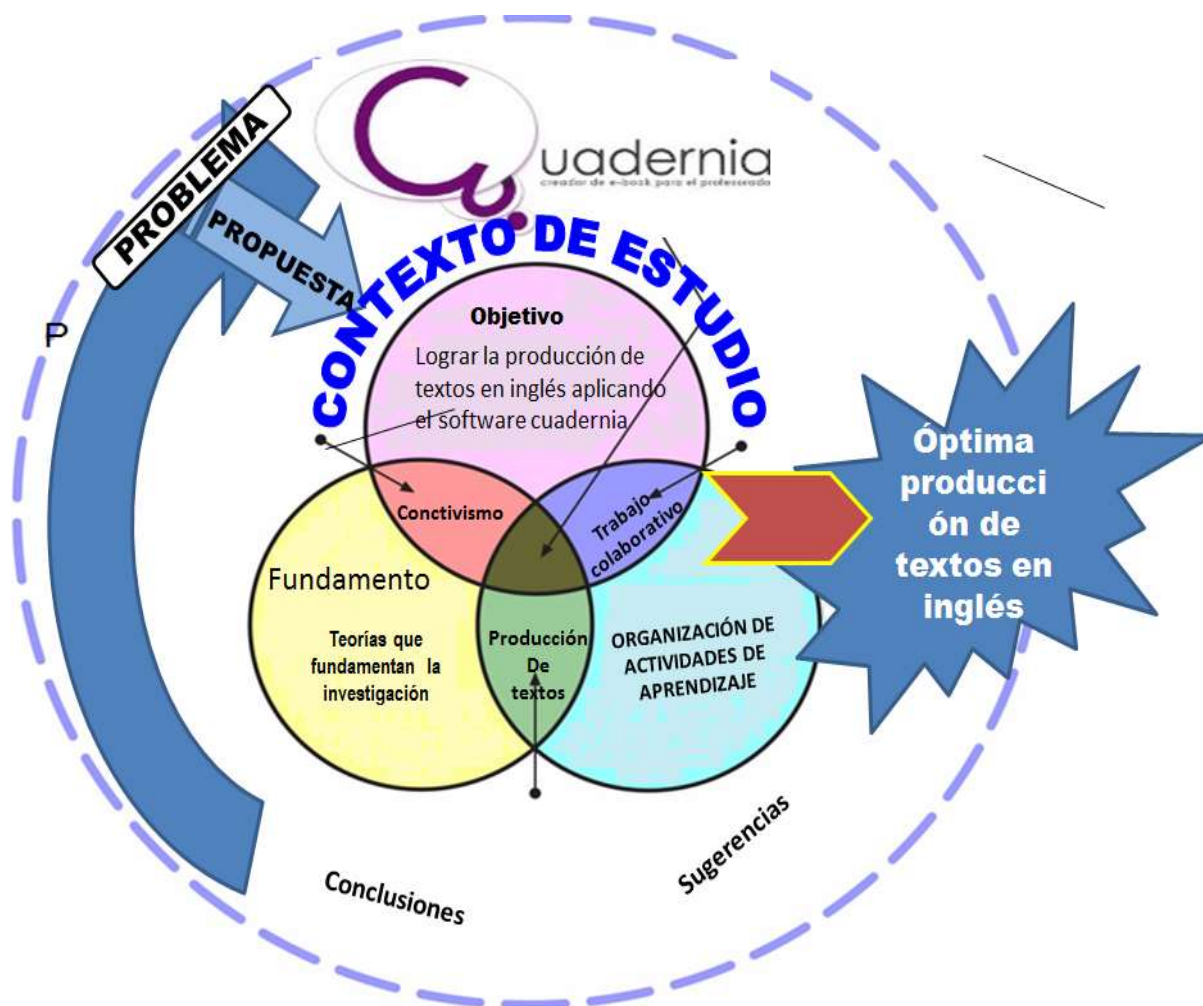 Cuadernia
creador de e-book para el profesorado
PROBLEMA
PROPUESTA
P
CONTEXTO DE ESTUDIO
Objetivo
Lograr la producción de
textos en inglés aplicando
el software cuadernia
Conctivismo
Trabajo
colaborativo
Fundamento
Teorías que
fundamentan la
investigación
Producción
De
textos
ORGANIZACIÓN DE
ACTIVIDADES DE
APRENDIZAJE
Óptima
producci
ón de
textos en
inglés
Conclusiones
Sugerencias